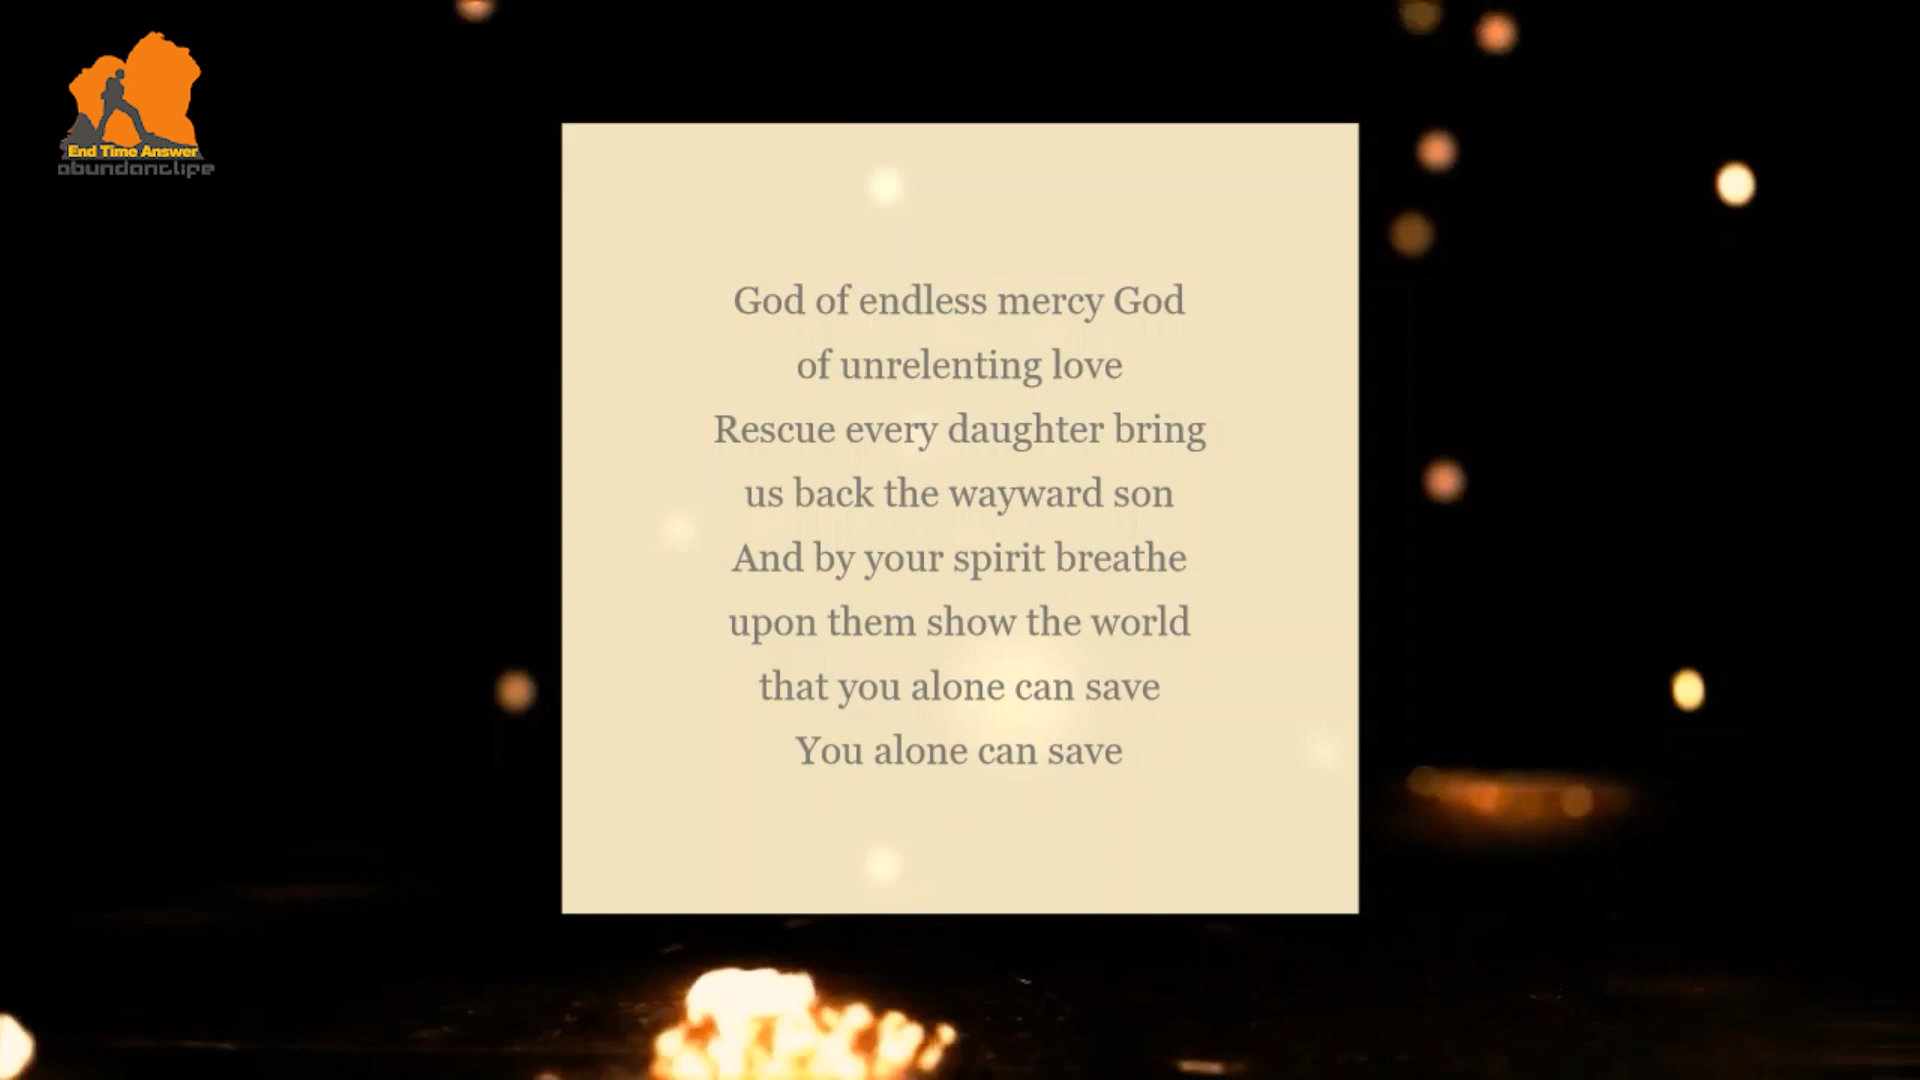 End Time Answer
abundantlife
God of endless mercy God
of unrelenting love
Rescue every daughter bring
us back the wayward son
And by your spirit breathe
upon them show the world
that you alone can save
You alone can save